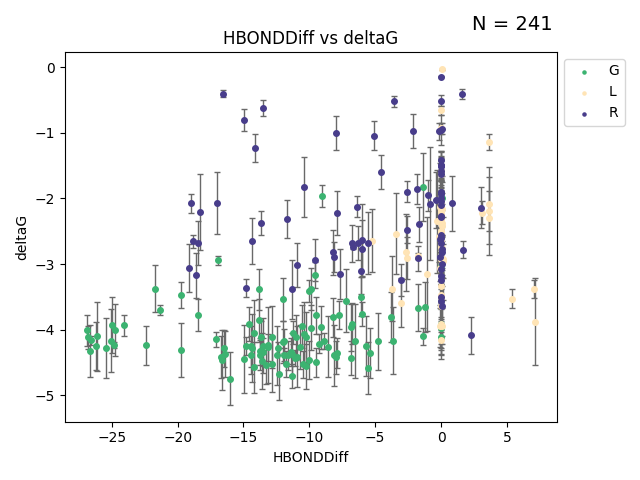 N = 241
HBONDDiff vs deltaG
G
L
R
0
−1
−2
−3
−4
−5
deltaG
−25
−20
−15
−10
−5
0
5
HBONDDiff